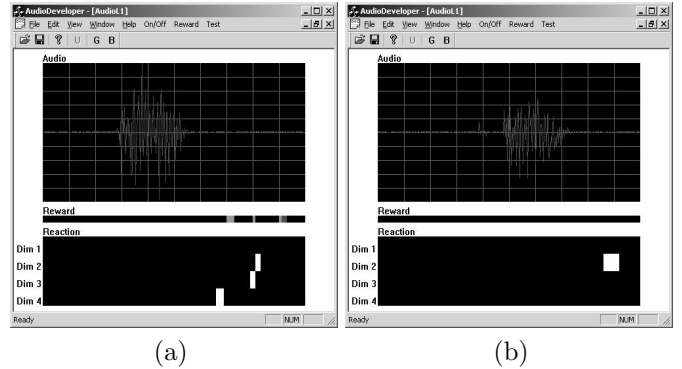 AudioDeveloper - [AudioL1]
File Edit View Window Help On/Off Reward Test
U G B
Audio
Reward
Reaction
Dim 1
Dim 2
Dim 3
Dim 4
Ready NUM
(a)
AudioDeveloper - [AudioL1]
File Edit View Window Help On/Off Reward Test
U G B
Audio
Reward
Reaction
Dim 1
Dim 2
Dim 3
Dim 4
Ready NUM
(b)